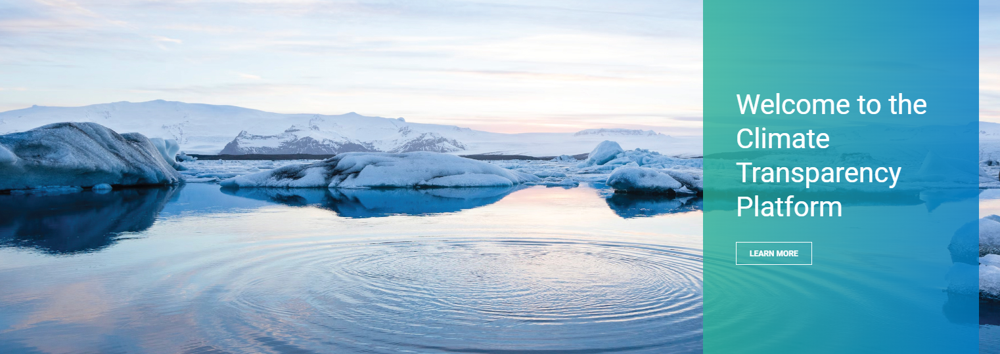 Welcome to the
Climate
Transparency
Platform
LEARN MORE